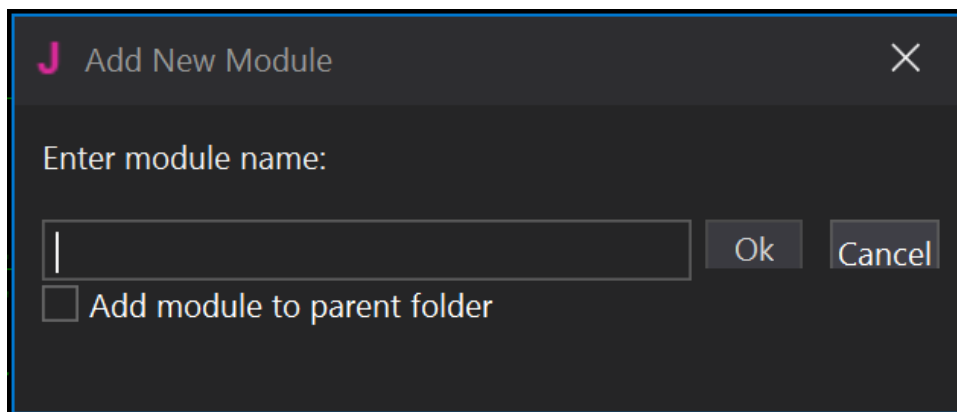 J Add New Module
Enter module name:
Ok Cancel
Add module to parent folder